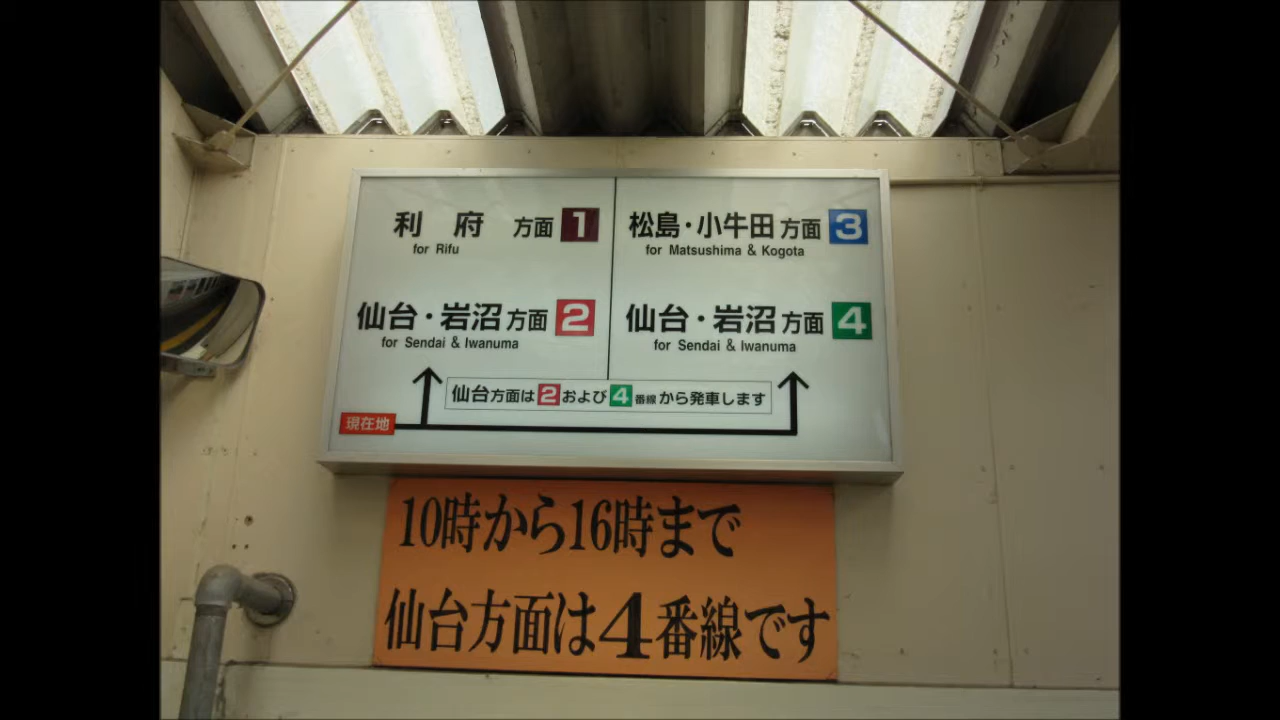 利府 方面 1
for Rifu
仙台・岩沼 方面 2
for Sendai & Iwanuma
松島・小牛田 方面 3
for Matsushima & Kogota
仙台・岩沼 方面 4
for Sendai & Iwanuma
仙台方面は2および4番線から発車します
現在地
10時から16時まで
仙台方面は4番線です